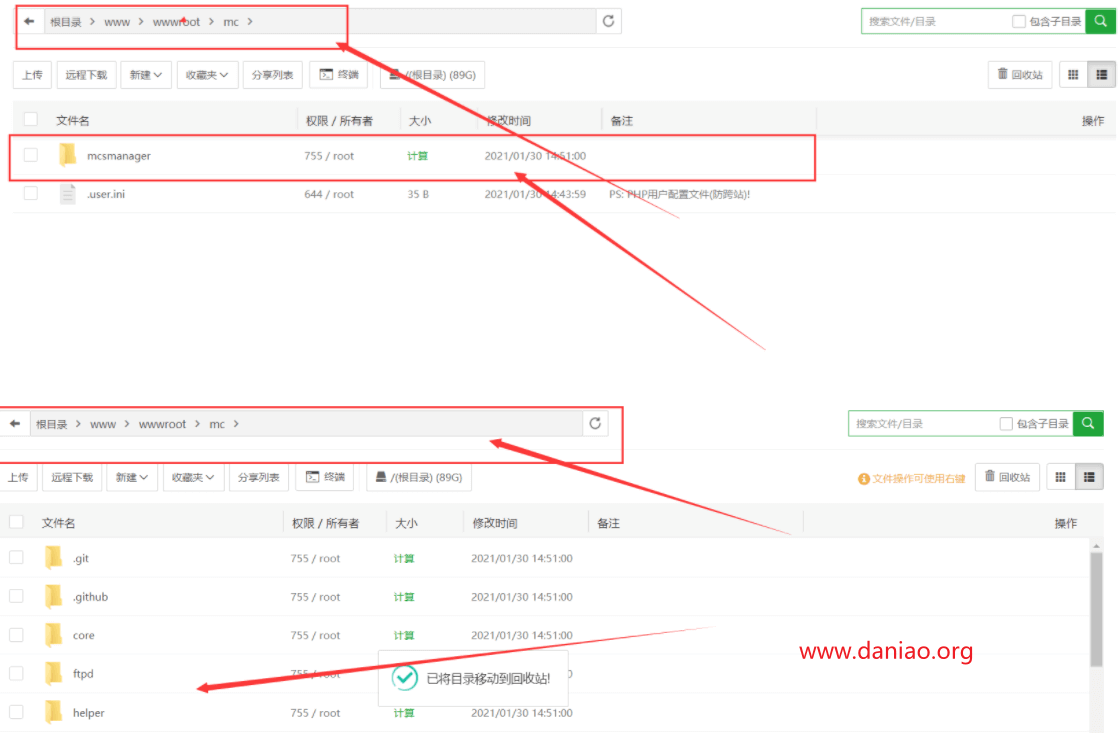 根目录 > www > wwwroot > mc >
搜索文件/目录 包含子目录
上传 远程下载 新建 收藏夹 分享列表 终端 /(根目录) (89G) 回收站
文件名 权限 / 所有者 大小 修改时间 备注 操作
mcsmanager 755 / root 计算 2021/01/30 14:51:00
.user.ini 644 / root 35 B 2021/01/30 14:43:59 PS: PHP用户配置文件(防跨站)!
根目录 > www > wwwroot > mc >
搜索文件/目录 包含子目录
上传 远程下载 新建 收藏夹 分享列表 终端 /(根目录) (89G) 文件操作可使用右键 回收站
文件名 权限 / 所有者 大小 修改时间 备注 操作
.git 755 / root 计算 2021/01/30 14:51:00
.github 755 / root 计算 2021/01/30 14:51:00
core 755 / root 计算 2021/01/30 14:51:00
www.daniao.org
ftpd 755 / root 0
已将目录移动到回收站!
helper 755 / root 计算 2021/01/30 14:51:00